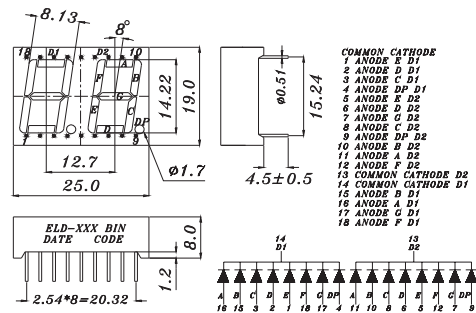 8.13
8°
18 D1 D2 10
A
F B
G
E C
D DP
7 9
14.22
19.0
12.7
25.0
ø1.7
ø0.51
15.24
4.5±0.5
COMMON CATHODE
1 ANODE E D1
2 ANODE D D1
3 ANODE C D1
4 ANODE DP D1
5 ANODE E D2
6 ANODE D D2
7 ANODE G D2
8 ANODE C D2
9 ANODE DP D2
10 ANODE B D2
11 ANODE A D2
12 ANODE F D2
13 COMMON CATHODE D2
14 COMMON CATHODE D1
15 ANODE B D1
16 ANODE A D1
17 ANODE G D1
18 ANODE F D1
ELD-XXX BIN
DATE CODE
8.0
1.2
2.54*8=20.32
14
D1
13
D2
A B C D E F G DP A B C D E F G DP
16 15 3 2 1 18 17 4 11 10 8 6 5 12 7 9